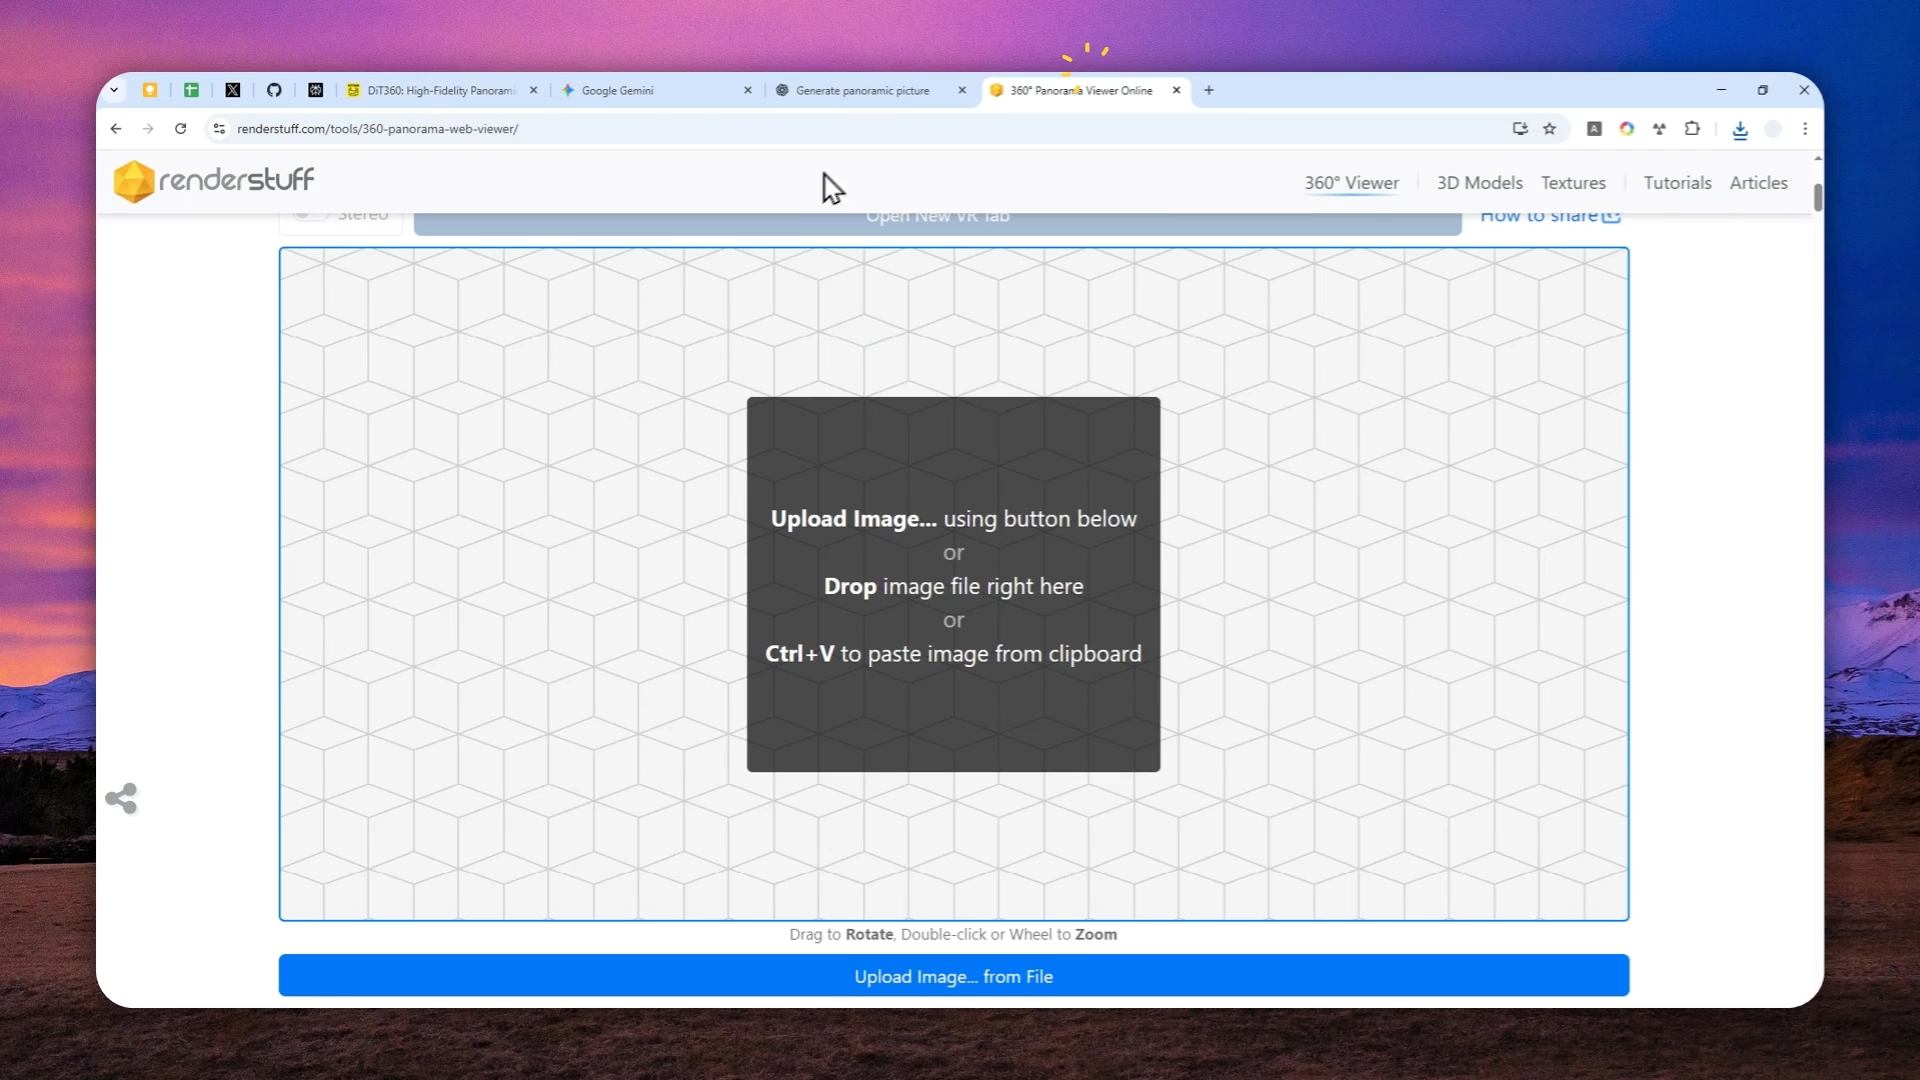 DiT360: High-Fidelity Panorami
Google Gemini
Generate panoramic picture
360° Panorama Viewer Online
renderstuff.com/tools/360-panorama-web-viewer/
renderstuff
360° Viewer
3D Models
Textures
Tutorials
Articles
Stereo
Open New VR Tab
How to share
Upload Image... using button below
or
Drop image file right here
or
Ctrl+V to paste image from clipboard
Drag to Rotate, Double-click or Wheel to Zoom
Upload Image... from File